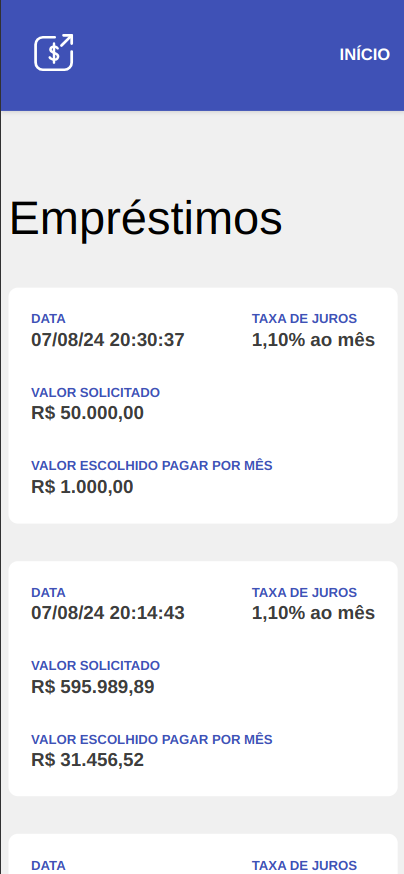 $
INÍCIO
Empréstimos
DATA
TAXA DE JUROS
07/08/24 20:30:37
1,10% ao mês
VALOR SOLICITADO
R$ 50.000,00
VALOR ESCOLHIDO PAGAR POR MÊS
R$ 1.000,00
DATA
TAXA DE JUROS
07/08/24 20:14:43
1,10% ao mês
VALOR SOLICITADO
R$ 595.989,89
VALOR ESCOLHIDO PAGAR POR MÊS
R$ 31.456,52
DATA
TAXA DE JUROS